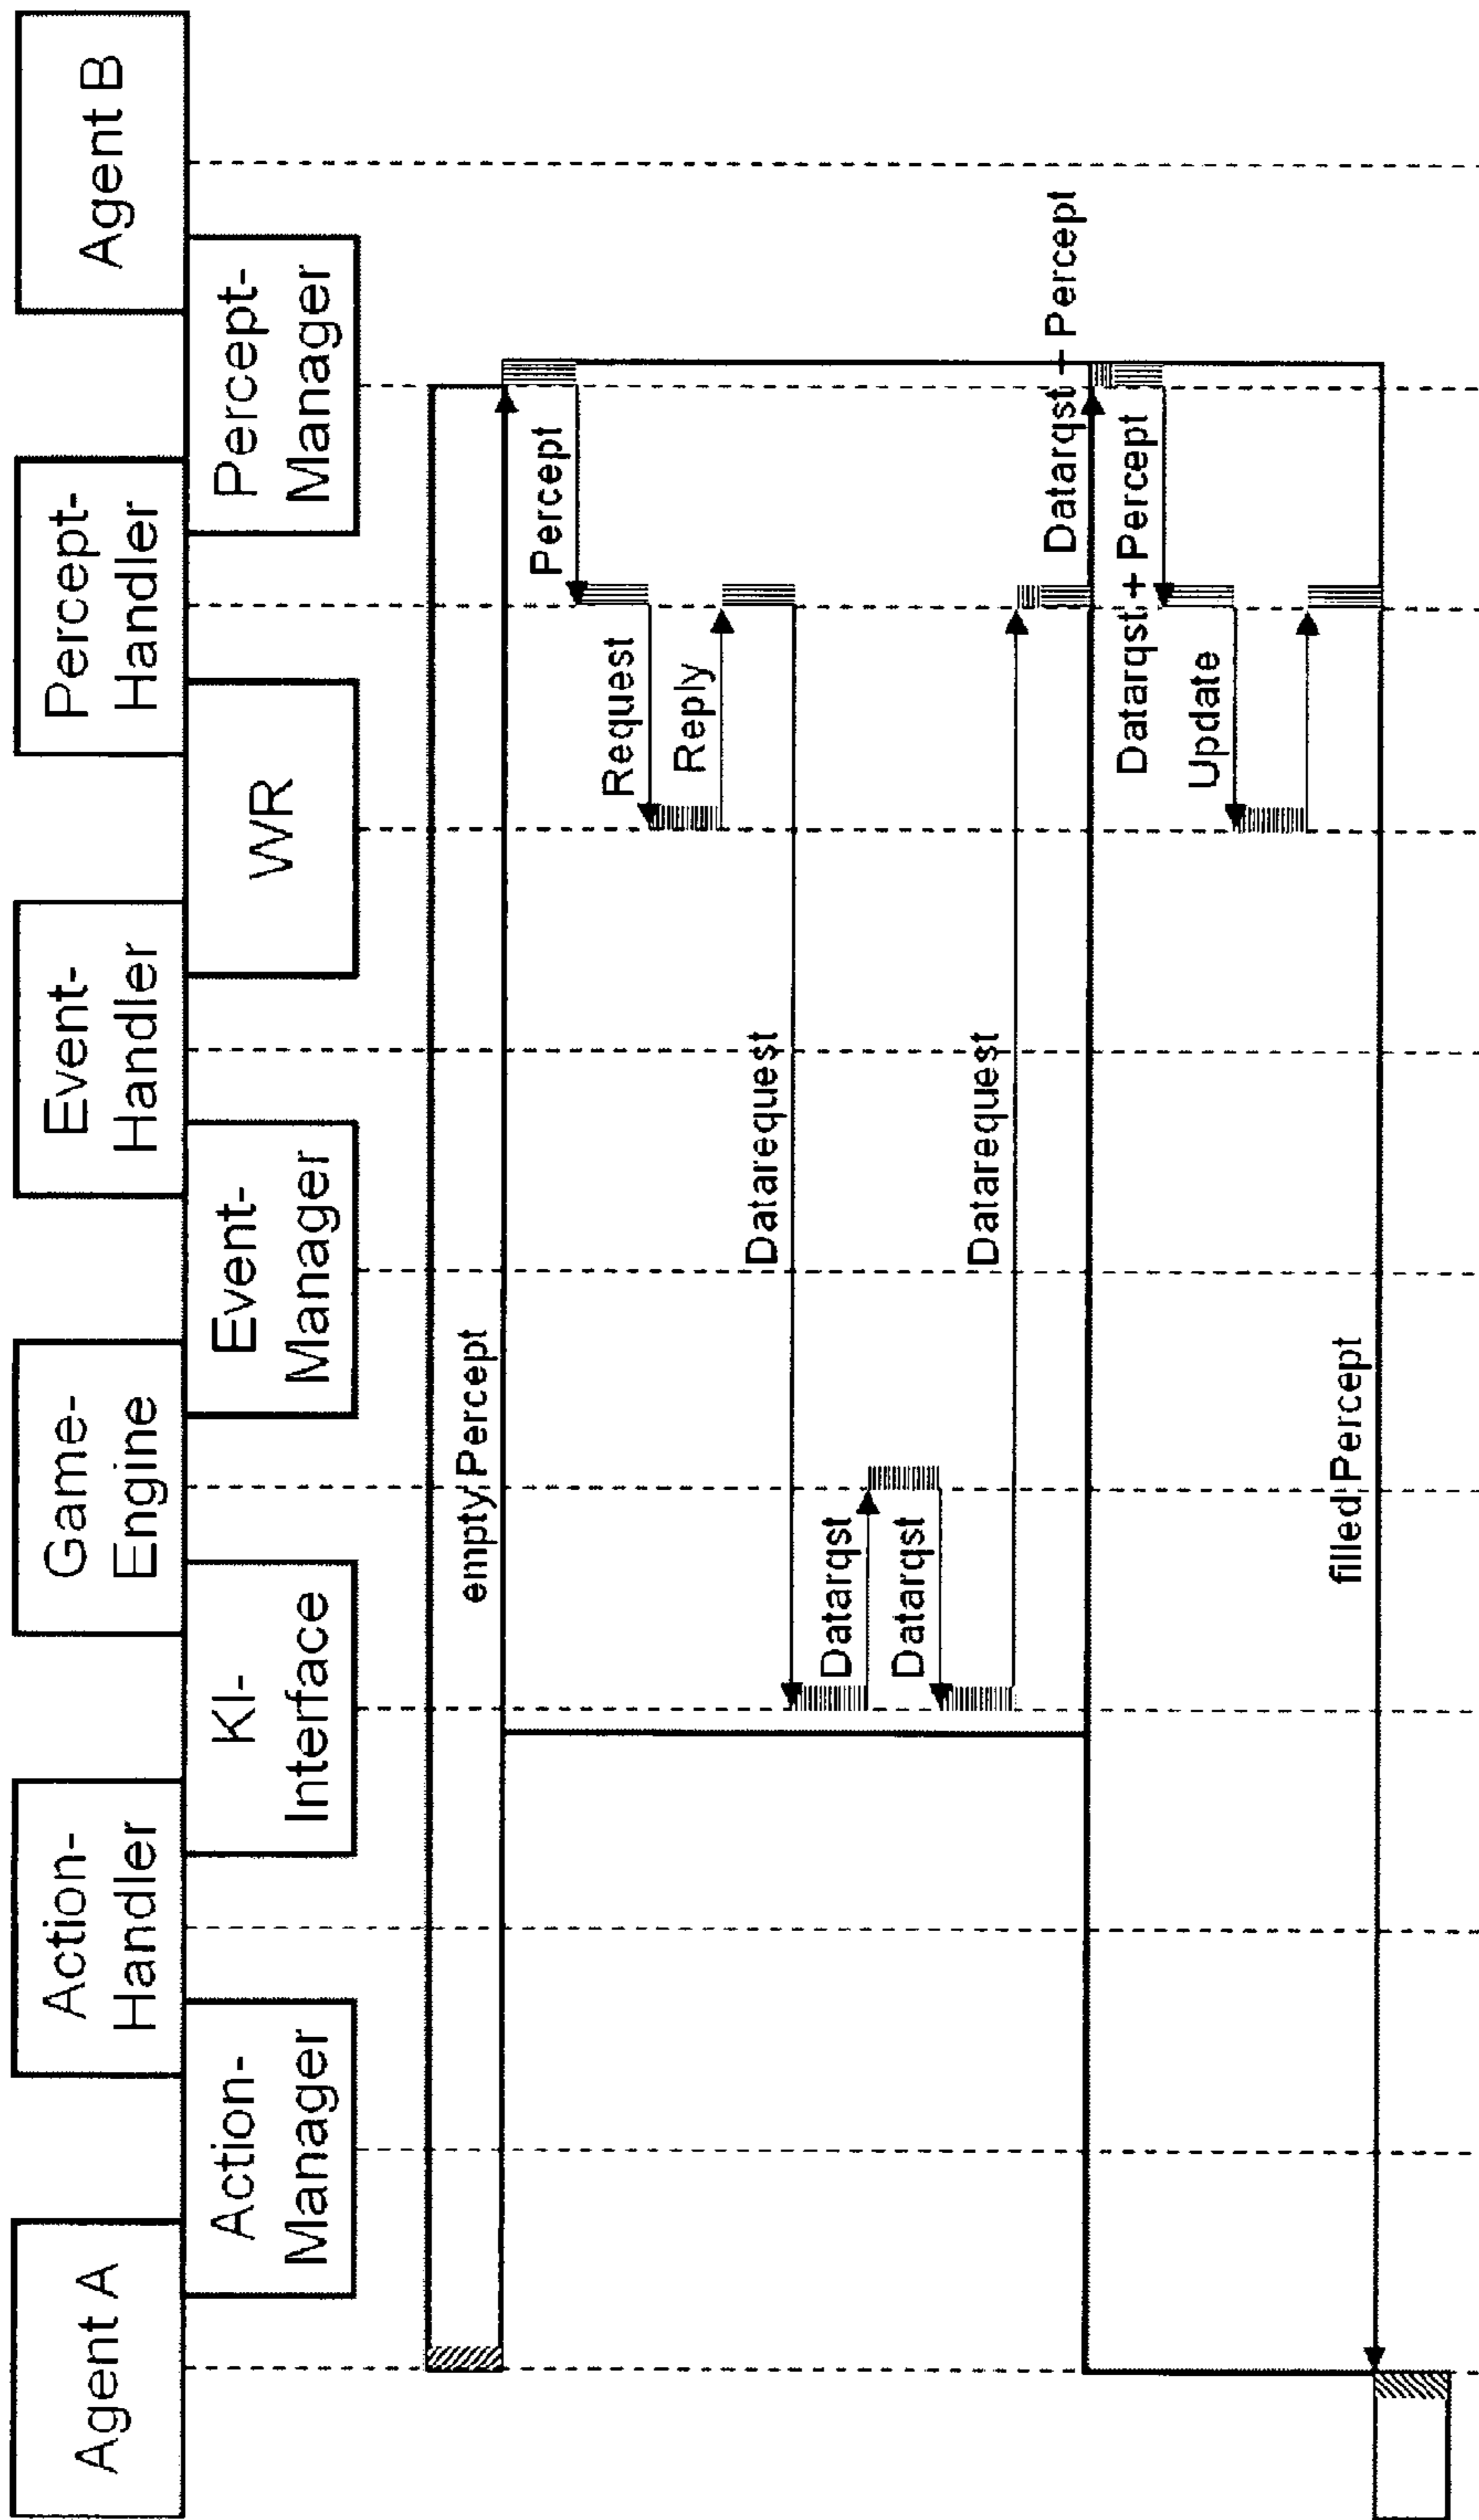 Agent A
Action-
Manager
Action-
Handler
KI-
Interface
Game-
Engine
Event-
Manager
Event-
Handler
WR
Percept-
Handler
Percept-
Manager
Agent B
empty Percept
Percept
Request
Reply
Datarequest
Datarqst
Datarqst
Datarequest
Datarqst + Percept
Datarqst + Percept
Update
filled Percept